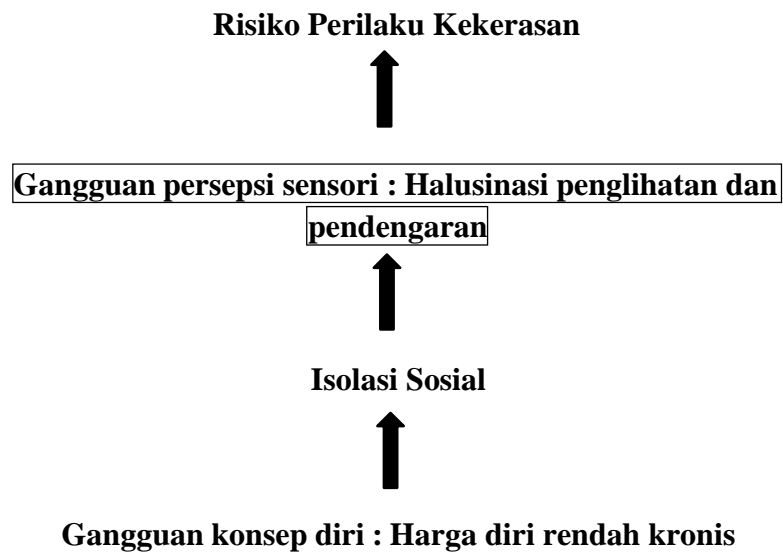 Risiko Perilaku Kekerasan
Gangguan persepsi sensori : Halusinasi penglihatan dan
pendengaran
Isolasi Sosial
Gangguan konsep diri : Harga diri rendah kronis